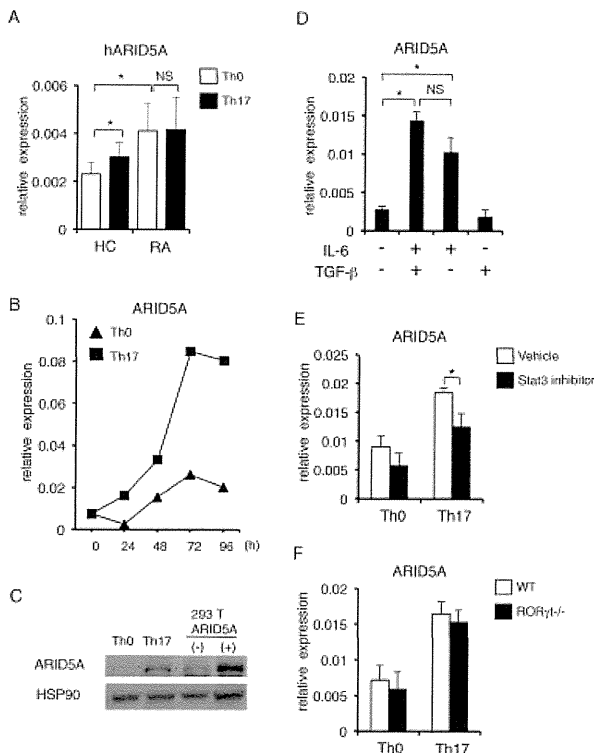 A
hARID5A
relative expression
0.006
0.004
0.002
0
*
*
NS
Th0
Th17
HC
RA
B
ARID5A
relative expression
0.1
0.08
0.06
0.04
0.02
0
Th0
Th17
0 24 48 72 96 (h)
C
293 T
ARID5A
Th0 Th17 (-) (+)
ARID5A
HSP90
D
ARID5A
relative expression
0.02
0.015
0.01
0.005
0
*
*
NS
IL-6 - + + -
TGF-β - + - +
E
ARID5A
relative expression
0.025
0.02
0.015
0.01
0.005
0
*
Vehicle
Stat3 inhibitor
Th0 Th17
F
ARID5A
relative expression
0.02
0.015
0.01
0.005
0
WT
RORγt-/-
Th0 Th17